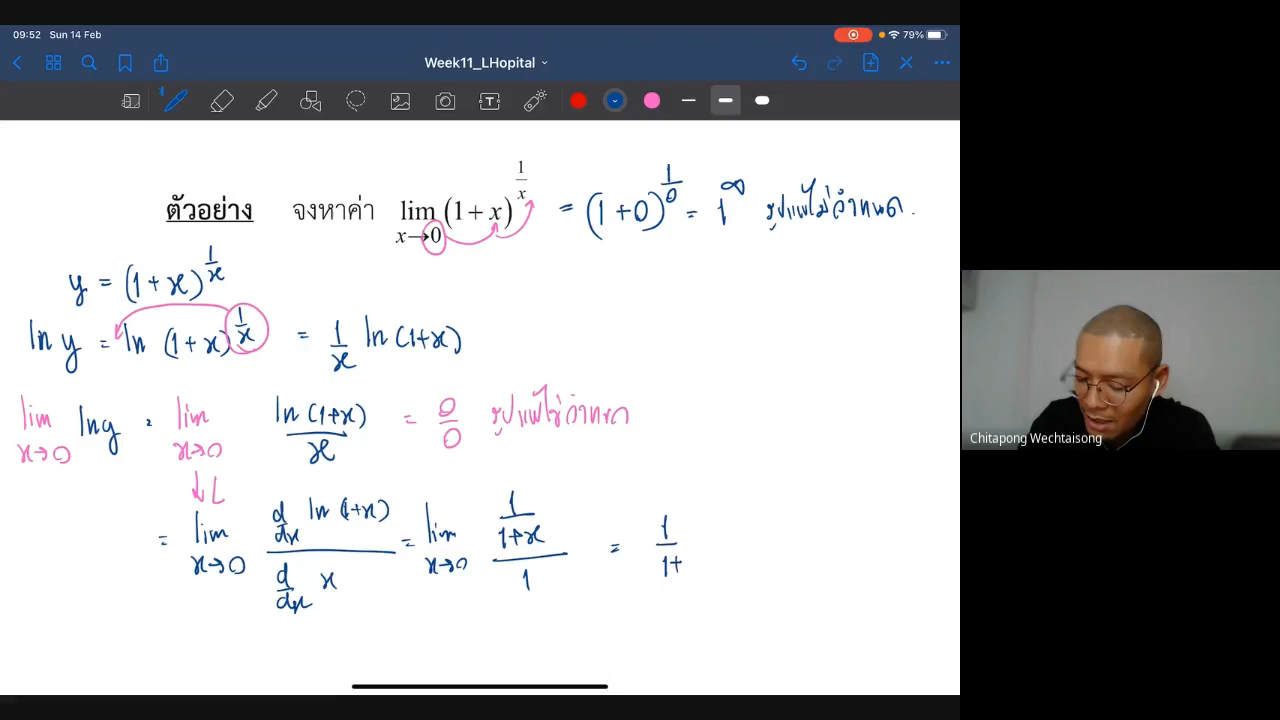 09:52 Sun 14 Feb 79%
Week11_LHopital
ตัวอย่าง จงหาค่า lim x→0 (1 + x)^(1/x) = (1 + 0)^(1/0) = 1^∞ รูปแบบไม่กำหนด.
y = (1 + x)^(1/x)
ln y = ln (1 + x)^(1/x) = 1/x ln (1+x)
lim x→0 ln y = lim x→0 ln (1+x)/x = 0/0 รูปแบบไม่กำหนด
↓ L
= lim x→0 (d/dx ln (1+x))/(d/dx x) = lim x→0 (1/(1+x))/1 = 1/(1+
Chitapong Wechtaisong